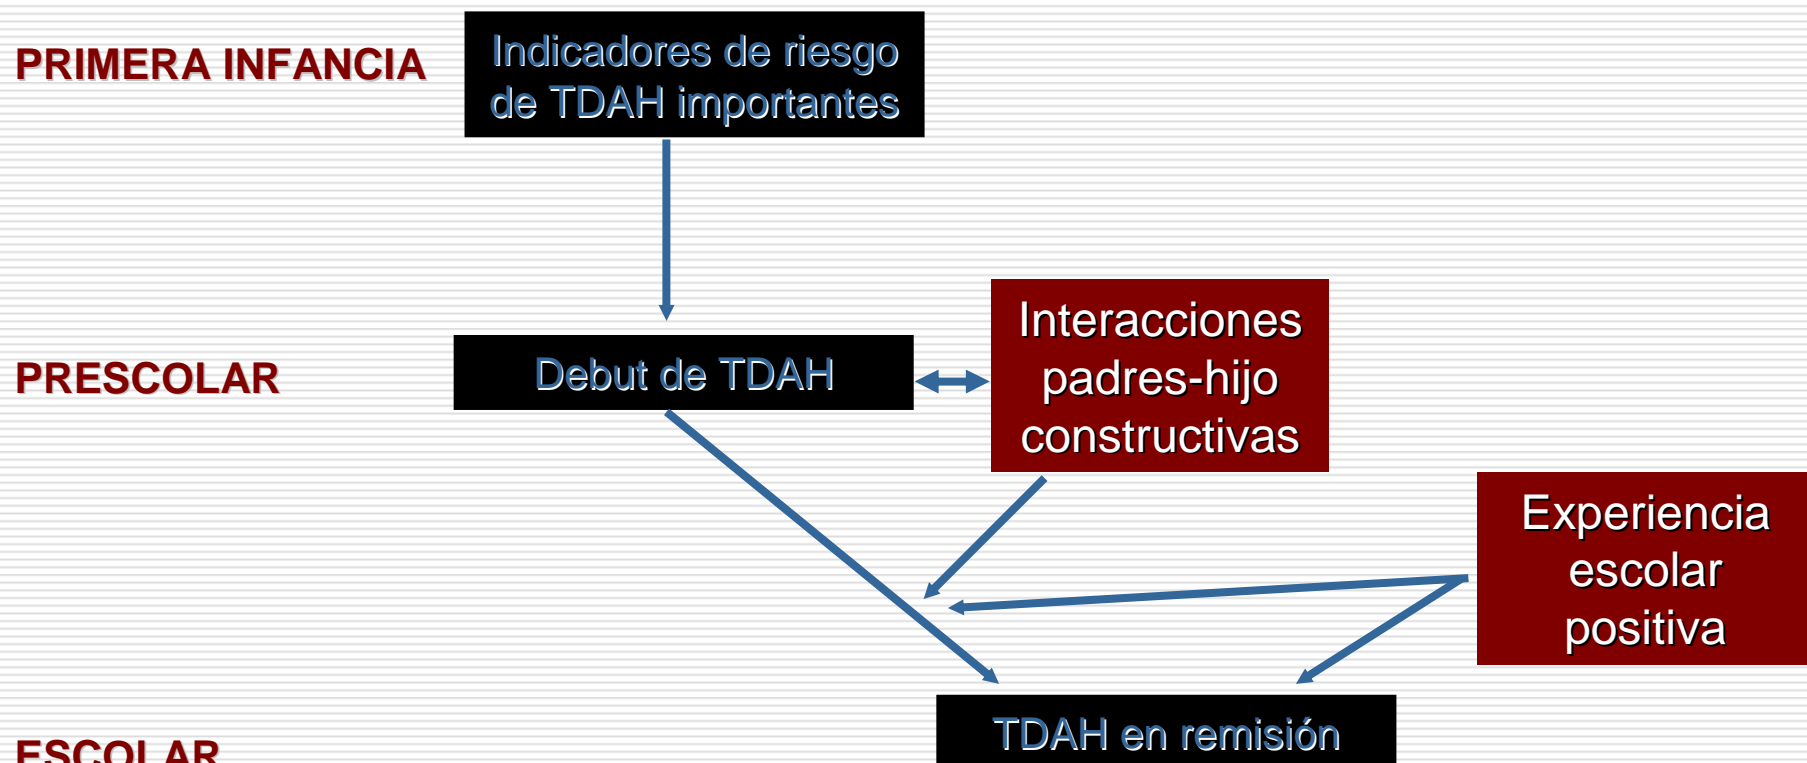 PRIMERA INFANCIA
Indicadores de riesgo
de TDAH importantes
PRESCOLAR
Debut de TDAH
Interacciones
padres-hijo
constructivas
Experiencia
escolar
positiva
TDAH en remisión
ESCOLAR